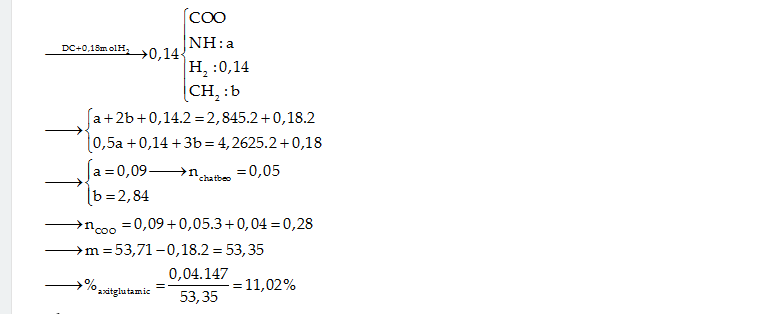 COO
DC+0,18molH₂ ⟶ 0,14
NH : a
H₂ : 0,14
CH₂ : b
⟶ a + 2b + 0,14.2 = 2,845.2 + 0,18.2
0,5a + 0,14 + 3b = 4,2625.2 + 0,18
⟶ a = 0,09 ⟶ n chatbeo = 0,05
b = 2,84
⟶ n COO = 0,09 + 0,05.3 + 0,04 = 0,28
⟶ m = 53,71 − 0,18.2 = 53,35
⟶ % axitglutamic = 0,04.147 / 53,35 = 11,02%